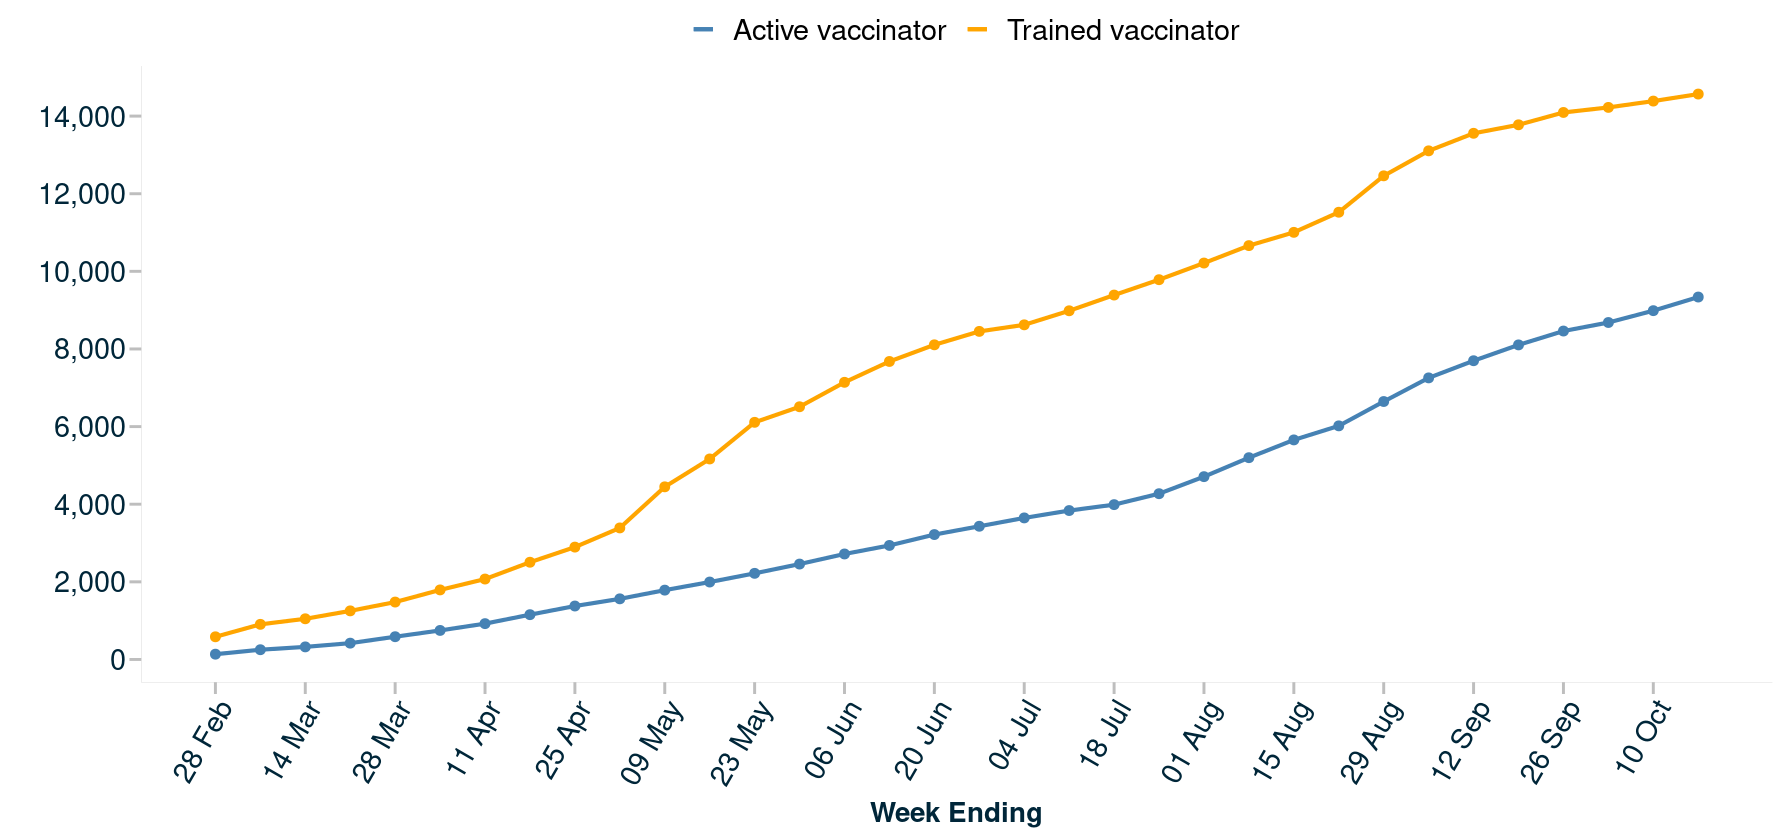 Active vaccinator Trained vaccinator
14,000
12,000
10,000
8,000
6,000
4,000
2,000
0
28 Feb 14 Mar 28 Mar 11 Apr 25 Apr 09 May 23 May 06 Jun 20 Jun 04 Jul 18 Jul 01 Aug 15 Aug 29 Aug 12 Sep 26 Sep 10 Oct
Week Ending